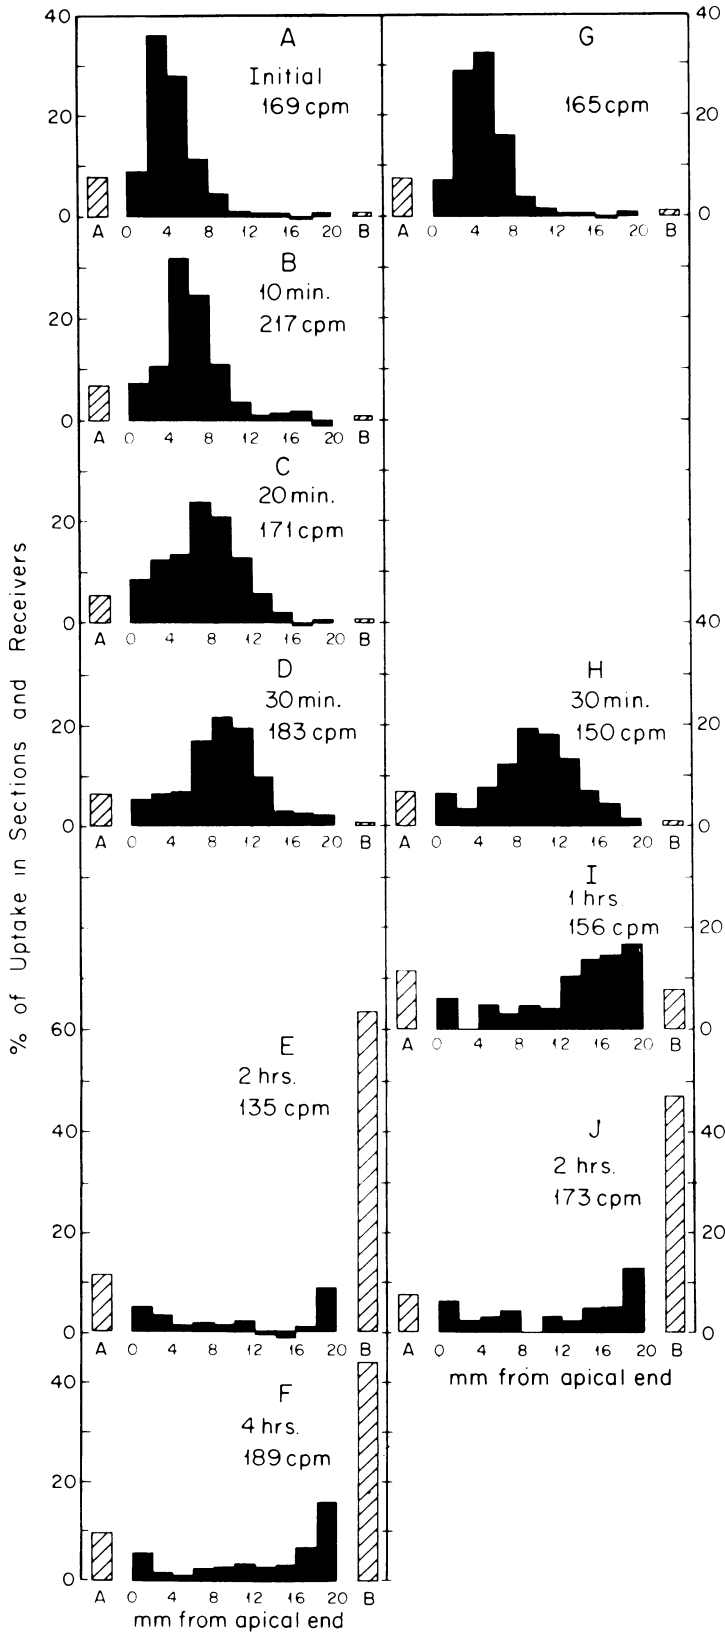 % of Uptake in Sections and Receivers
40
20
0
A
Initial
169 cpm
A 0 4 8 12 16 20 B
20
0
B
10 min.
217 cpm
A 0 4 8 12 16 20 B
20
0
C
20 min.
171 cpm
A 0 4 8 12 16 20 B
20
0
D
30 min.
183 cpm
A 0 4 8 12 16 20 B
60
40
20
0
E
2 hrs.
135 cpm
A 0 4 8 12 16 20 B
40
20
0
F
4 hrs.
189 cpm
A 0 4 8 12 16 20 B
mm from apical end
40
20
0
G
165 cpm
A 0 4 8 12 16 20 B
40
20
0
H
30 min.
150 cpm
A 0 4 8 12 16 20 B
20
I
1 hrs.
156 cpm
A 0 4 8 12 16 20 B
40
20
0
J
2 hrs.
173 cpm
A 0 4 8 12 16 20 B
mm from apical end